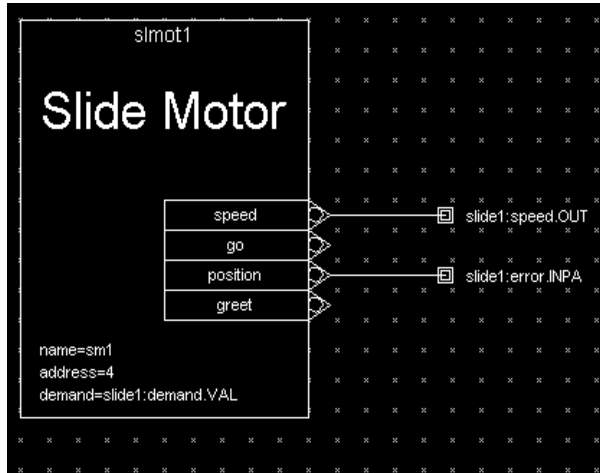 slmot1
Slide Motor
speed
slide1:speed.OUT
go
position
slide1:error.INPA
greet
name=sm1
address=4
demand=slide1:demand.VAL